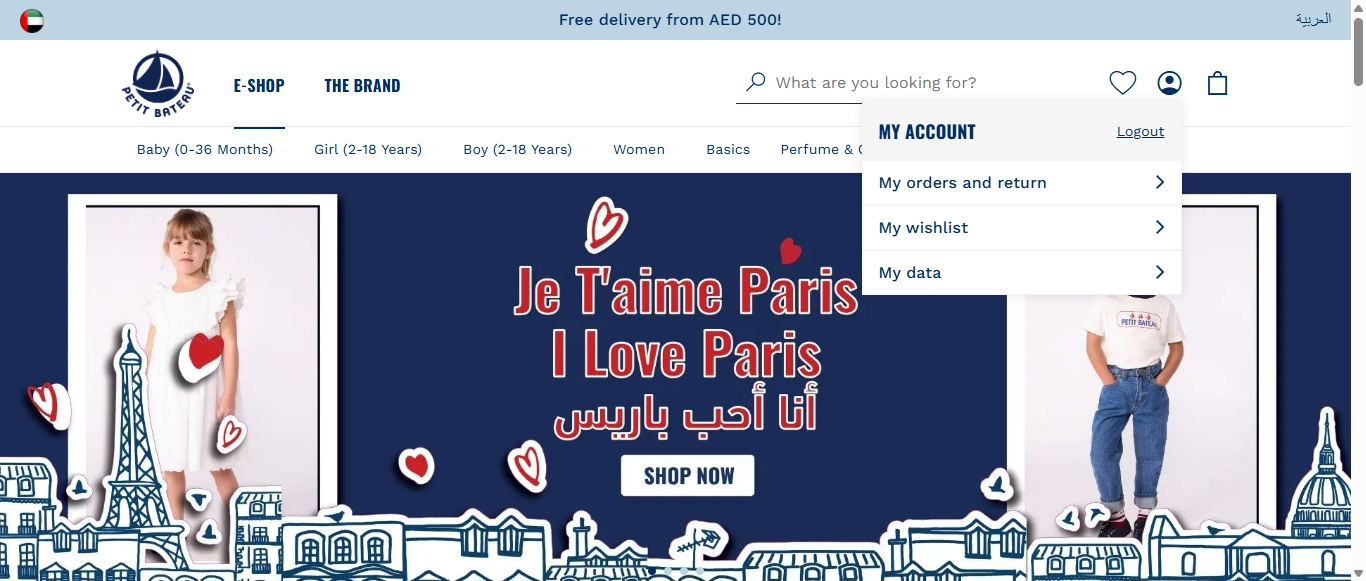 Free delivery from AED 500!
العربية
PETIT BATEAU
E-SHOP
THE BRAND
What are you looking for?
MY ACCOUNT
Logout
My orders and return
My wishlist
My data
Baby (0-36 Months)
Girl (2-18 Years)
Boy (2-18 Years)
Women
Basics
Perfume &
Je T'aime Paris
I Love Paris
أنا أحب باريس
SHOP NOW
PETIT BATEAU